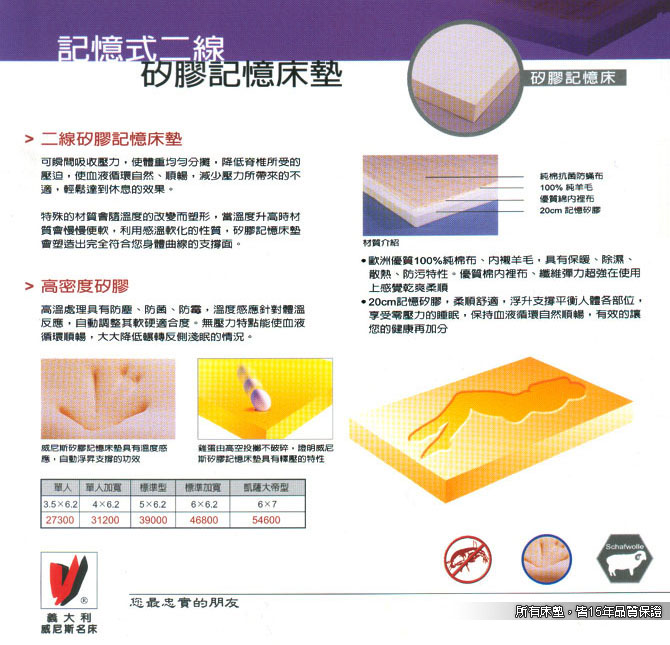 記憶式二線
矽膠記憶床墊
矽膠記憶床
> 二線矽膠記憶床墊
可瞬間吸收壓力，使體重均勻分攤，降低脊椎所受的
壓迫，使血液循環自然、順暢，減少壓力所帶來的不
適，輕鬆達到休息的效果。
特殊的材質會隨溫度的改變而塑形，當溫度升高時材
質會慢慢使軟，利用感溫軟化的性質，矽膠記憶床墊
會塑造出完全符合您身體曲線的支撐面。
> 高密度矽膠
高溫處理具有防塵、防菌、防霉，溫度感應針對體溫
反應，自動調整其軟硬適合度。無壓力特點能使血液
循環順暢，大大降低輾轉反側淺眠的情況。
威尼斯矽膠記憶床墊具有溫度感
應，自動浮昇支撐的功效
雞蛋由高空投擲不破碎，證明威尼
斯矽膠記憶床墊具有釋壓的特性
單人 單人加寬 標準型 標準加寬 凱薩大帝型
3.5×6.2 4×6.2 5×6.2 6×6.2 6×7
27300 31200 39000 46800 54600
純棉抗菌防蟎布
100% 純羊毛
優質綿內裡布
20cm 記憶矽膠
材質介紹
•歐洲優質100%純棉布、內襯羊毛，具有保暖、除濕、
散熱、防污特性。優質棉內裡布、纖維彈力超強在使用
上感覺乾爽柔順
•20cm記憶矽膠，柔順舒適，浮升支撐平衡人體各部位，
享受零壓力的睡眠，保持血液循環自然順暢，有效的讓
您的健康再加分
Schafwolle
®
義大利
威尼斯名床
您最忠實的朋友
所有床墊，皆15年品質保證